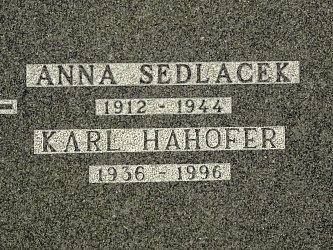 ANNA SEDLACEK
1912 - 1944
KARL HAHOFER
1936 - 1996